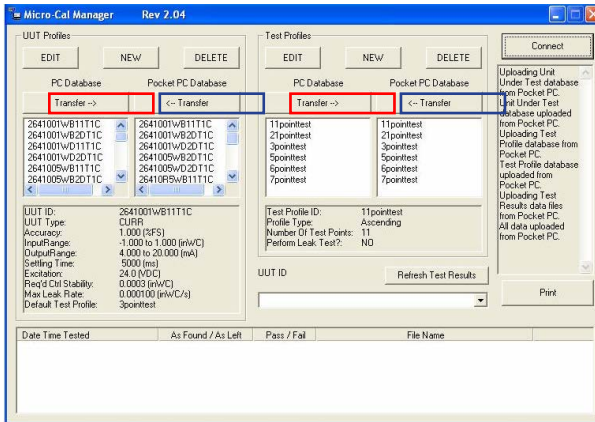 Micro-Cal Manager Rev 2.04
UUT Profiles
EDIT NEW DELETE
PC Database Pocket PC Database
Transfer --> <-- Transfer
2641001WB11T1C
2641001WB2DT1C
2641001WD11T1C
2641001WD2DT1C
2641005WB11T1C
2641005WB2DT1C
2641001WB11T1C
2641001WB2DT1C
2641001WD2DT1C
2641005WB2DT1C
2641005WD2DT1C
26410R5WB11T1C
UUT ID: 2641001WB11T1C
UUT Type: CURR
Accuracy: 1.000 (%FS)
InputRange: -1.000 to 1.000 (inWC)
OutputRange: 4.000 to 20.000 (mA)
Settling Time: 5000 (ms)
Excitation: 24.0 (VDC)
Req'd Ctrl Stability: 0.0003 (inWC)
Max Leak Rate: 0.000100 (inWC/s)
Default Test Profile: 3pointtest
Test Profiles
EDIT NEW DELETE
PC Database Pocket PC Database
Transfer --> <-- Transfer
11pointtest
21pointtest
3pointtest
5pointtest
6pointtest
7pointtest
11pointtest
21pointtest
3pointtest
5pointtest
6pointtest
7pointtest
Test Profile ID: 11pointtest
Profile Type: Ascending
Number Of Test Points: 11
Perform Leak Test?: NO
UUT ID
Refresh Test Results
Connect
Uploading Unit
Under Test database
from Pocket PC.
Unit Under Test
database uploaded
from Pocket PC.
Uploading Test
Profile database from
Pocket PC.
Test Profile database
uploaded from
Pocket PC.
Uploading Test
Results data files
from Pocket PC.
All data uploaded
from Pocket PC.
Print
Date Time Tested As Found / As Left Pass / Fail File Name